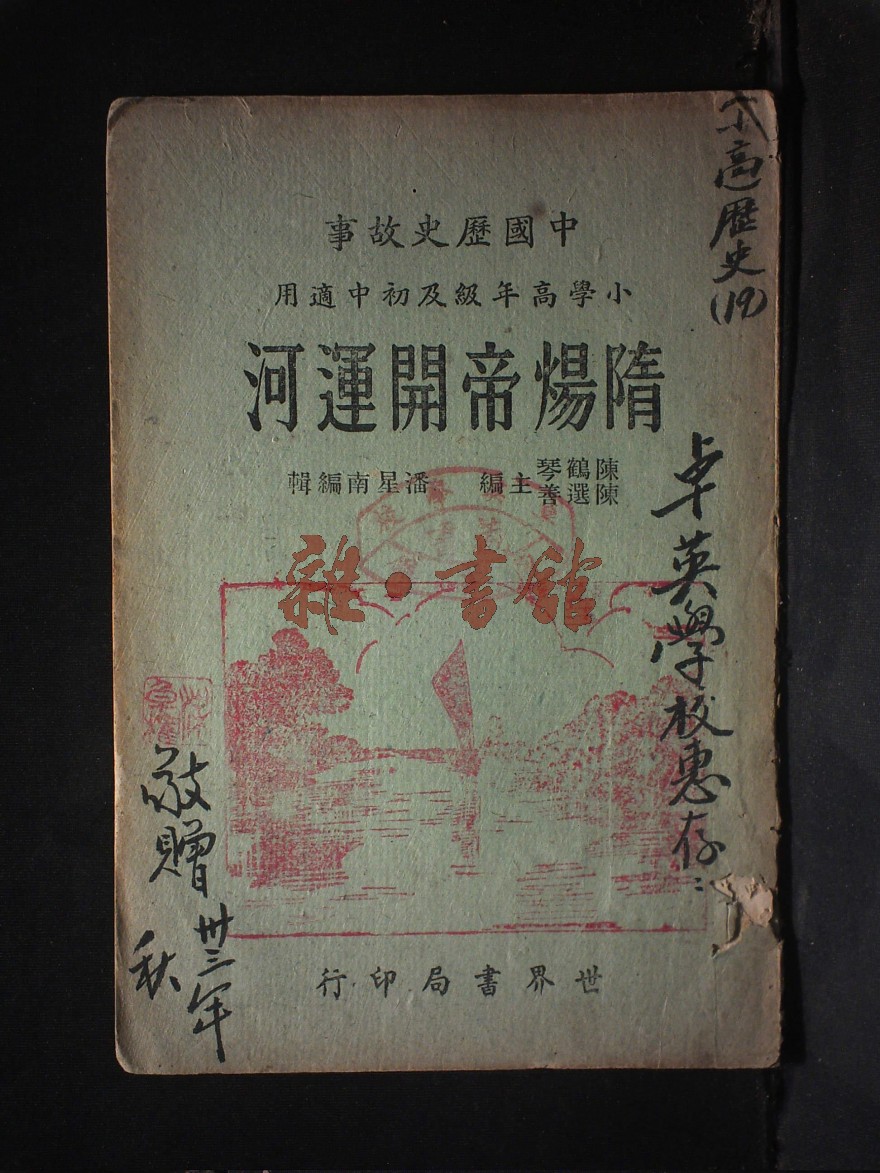 中國歷史故事
小學高年級及初中適用
隋煬帝開運河
陳鶴琴
陳選善
主編
潘星南編輯
世界書局印行
高歷史(19)
卓英學校惠存:
敬贈
卅三年
秋
雜·書館